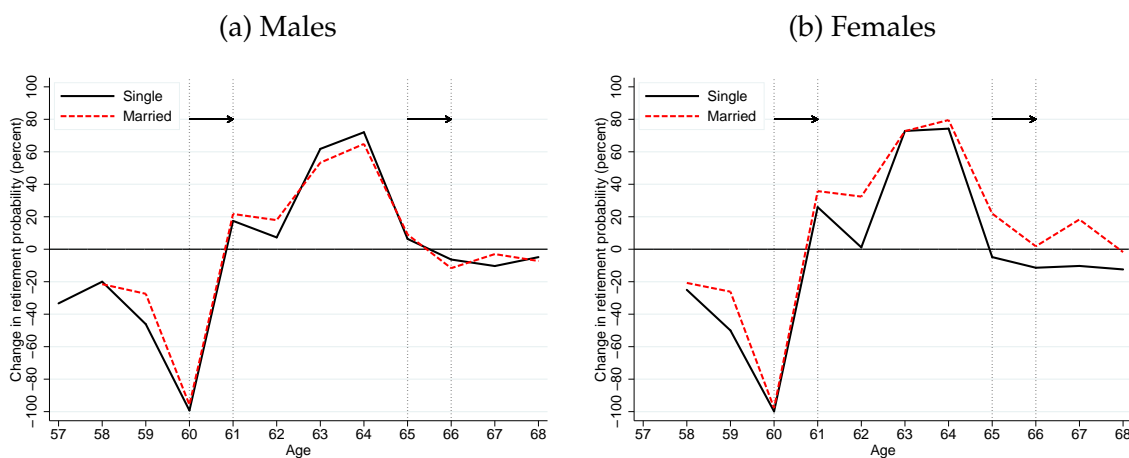 (a) Males
Change in retirement probability (percent)
100
80
60
40
20
0
−20
−40
−60
−80
−100
Single
Married
57 58 59 60 61 62 63 64 65 66 67 68
Age
(b) Females
Change in retirement probability (percent)
100
80
60
40
20
0
−20
−40
−60
−80
−100
Single
Married
57 58 59 60 61 62 63 64 65 66 67 68
Age